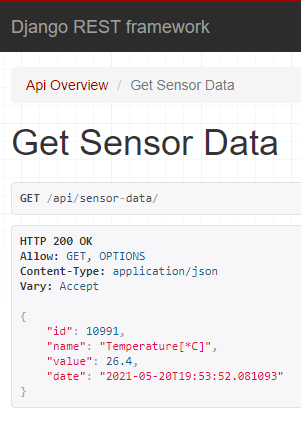 Django REST framework
Api Overview / Get Sensor Data
Get Sensor Data
GET /api/sensor-data/
HTTP 200 OK
Allow: GET, OPTIONS
Content-Type: application/json
Vary: Accept
{
    "id": 10991,
    "name": "Temperature[*C]",
    "value": 26.4,
    "date": "2021-05-20T19:53:52.081093"
}